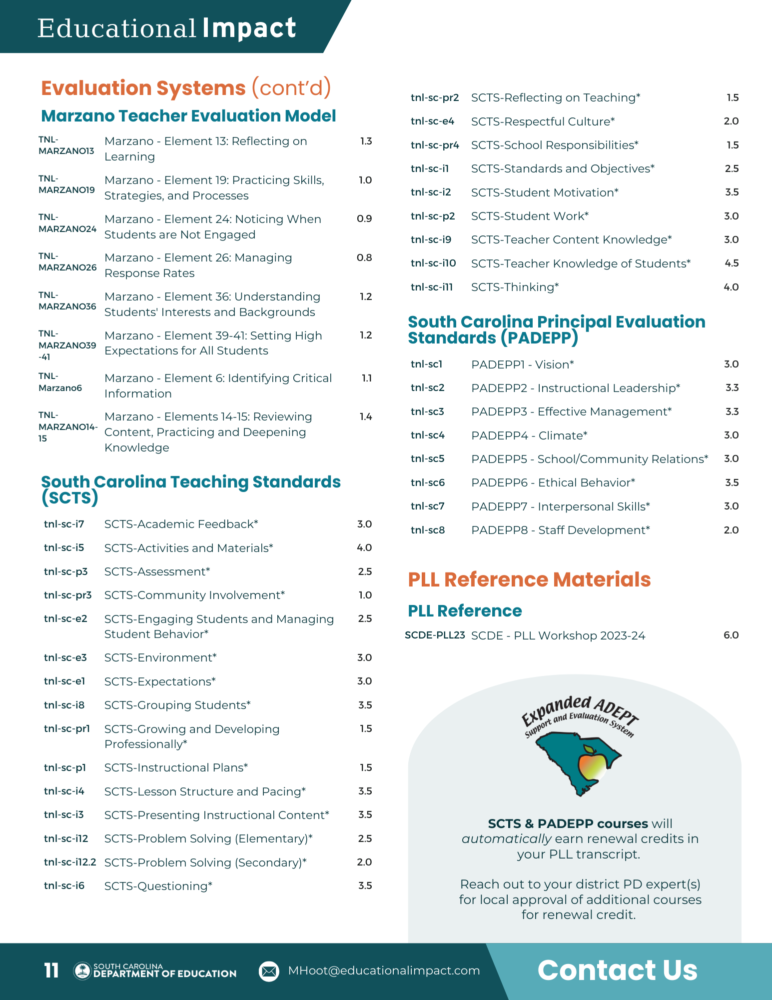 Educational Impact
Evaluation Systems (cont'd)
Marzano Teacher Evaluation Model
TNL-
MARZANO13
Marzano - Element 13: Reflecting on
Learning
1.3
TNL-
MARZANO19
Marzano - Element 19: Practicing Skills,
Strategies, and Processes
1.0
TNL-
MARZANO24
Marzano - Element 24: Noticing When
Students are Not Engaged
0.9
TNL-
MARZANO26
Marzano - Element 26: Managing
Response Rates
0.8
TNL-
MARZANO36
Marzano - Element 36: Understanding
Students' Interests and Backgrounds
1.2
TNL-
MARZANO39
-41
Marzano - Element 39-41: Setting High
Expectations for All Students
1.2
TNL-
Marzano6
Marzano - Element 6: Identifying Critical
Information
1.1
TNL-
MARZANO14-
15
Marzano - Elements 14-15: Reviewing
Content, Practicing and Deepening
Knowledge
1.4
South Carolina Teaching Standards
(SCTS)
tnl-sc-i7 SCTS-Academic Feedback* 3.0
tnl-sc-i5 SCTS-Activities and Materials* 4.0
tnl-sc-p3 SCTS-Assessment* 2.5
tnl-sc-pr3 SCTS-Community Involvement* 1.0
tnl-sc-e2 SCTS-Engaging Students and Managing 2.5
Student Behavior*
tnl-sc-e3 SCTS-Environment* 3.0
tnl-sc-e1 SCTS-Expectations* 3.0
tnl-sc-i8 SCTS-Grouping Students* 3.5
tnl-sc-pr1 SCTS-Growing and Developing 1.5
Professionally*
tnl-sc-p1 SCTS-Instructional Plans* 1.5
tnl-sc-i4 SCTS-Lesson Structure and Pacing* 3.5
tnl-sc-i3 SCTS-Presenting Instructional Content* 3.5
tnl-sc-i12 SCTS-Problem Solving (Elementary)* 2.5
tnl-sc-i12.2 SCTS-Problem Solving (Secondary)* 2.0
tnl-sc-i6 SCTS-Questioning* 3.5
tnl-sc-pr2 SCTS-Reflecting on Teaching* 1.5
tnl-sc-e4 SCTS-Respectful Culture* 2.0
tnl-sc-pr4 SCTS-School Responsibilities* 1.5
tnl-sc-i1 SCTS-Standards and Objectives* 2.5
tnl-sc-i2 SCTS-Student Motivation* 3.5
tnl-sc-p2 SCTS-Student Work* 3.0
tnl-sc-i9 SCTS-Teacher Content Knowledge* 3.0
tnl-sc-i10 SCTS-Teacher Knowledge of Students* 4.5
tnl-sc-i11 SCTS-Thinking* 4.0
South Carolina Principal Evaluation
Standards (PADEPP)
tnl-sc1 PADEPP1 - Vision* 3.0
tnl-sc2 PADEPP2 - Instructional Leadership* 3.3
tnl-sc3 PADEPP3 - Effective Management* 3.3
tnl-sc4 PADEPP4 - Climate* 3.0
tnl-sc5 PADEPP5 - School/Community Relations* 3.0
tnl-sc6 PADEPP6 - Ethical Behavior* 3.5
tnl-sc7 PADEPP7 - Interpersonal Skills* 3.0
tnl-sc8 PADEPP8 - Staff Development* 2.0
PLL Reference Materials
PLL Reference
SCDE-PLL23 SCDE - PLL Workshop 2023-24 6.0
Expanded ADEPT
Support and Evaluation System
SCTS & PADEPP courses will
automatically earn renewal credits in
your PLL transcript.
Reach out to your district PD expert(s)
for local approval of additional courses
for renewal credit.
11
SOUTH CAROLINA
DEPARTMENT OF EDUCATION
MHoot@educationalimpact.com
Contact Us